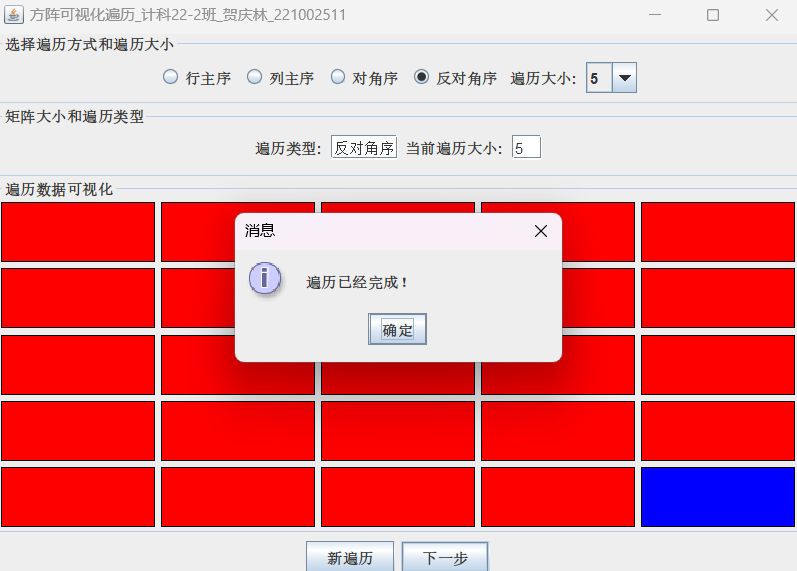 方阵可视化遍历_计科22-2班_贺庆林_221002511
选择遍历方式和遍历大小
行主序 列主序 对角序 反对角序 遍历大小: 5
矩阵大小和遍历类型
遍历类型: 反对角序 当前遍历大小: 5
遍历数据可视化
消息
遍历已经完成!
确定
新遍历 下一步